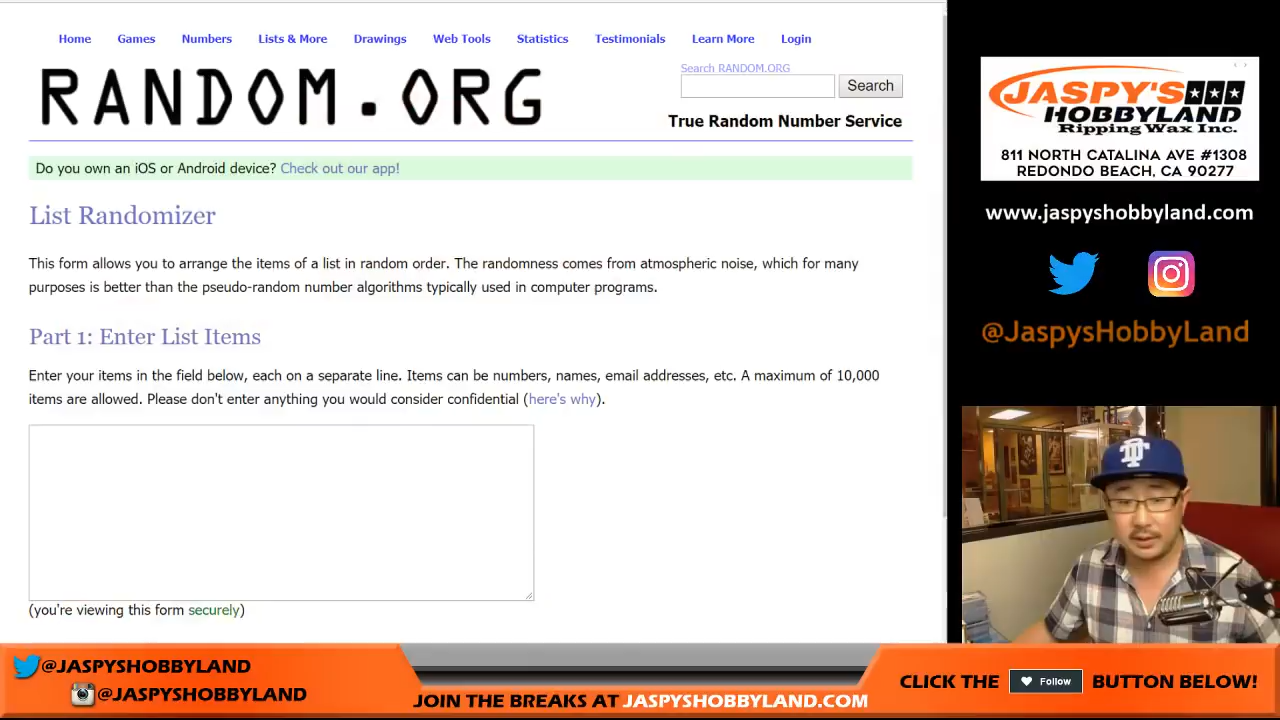 Home Games Numbers Lists & More Drawings Web Tools Statistics Testimonials Learn More Login
RANDOM.ORG
Search RANDOM.ORG
Search
True Random Number Service
Do you own an iOS or Android device? Check out our app!
List Randomizer
This form allows you to arrange the items of a list in random order. The randomness comes from atmospheric noise, which for many
purposes is better than the pseudo-random number algorithms typically used in computer programs.
Part 1: Enter List Items
Enter your items in the field below, each on a separate line. Items can be numbers, names, email addresses, etc. A maximum of 10,000
items are allowed. Please don't enter anything you would consider confidential (here's why).
(you're viewing this form securely)
JASPY'S
HOBBYLAND
Ripping Wax Inc.
811 NORTH CATALINA AVE #1308
REDONDO BEACH, CA 90277
www.jaspyshobbyland.com
@JaspysHobbyLand
@JASPYSHOBBYLAND
@JASPYSHOBBYLAND
JOIN THE BREAKS AT JASPYSHOBBYLAND.COM
CLICK THE Follow BUTTON BELOW!